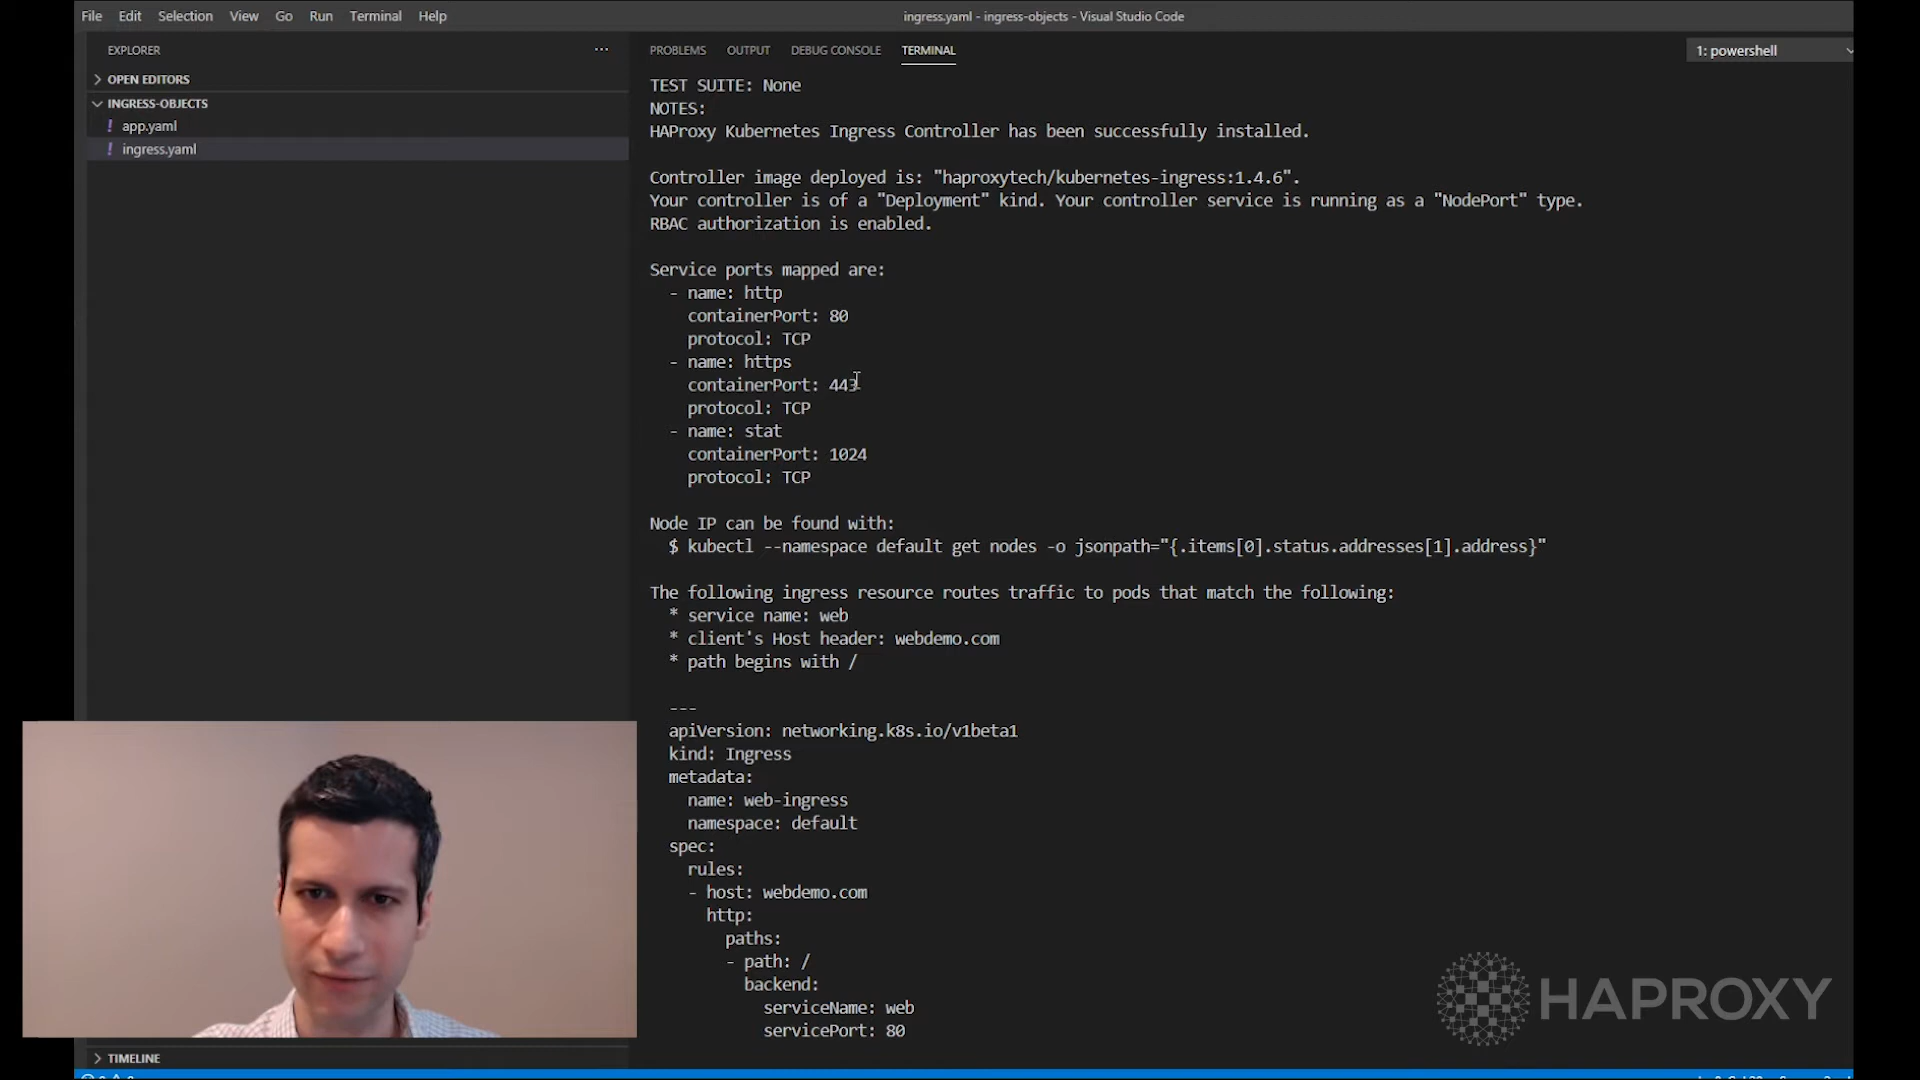 File Edit Selection View Go Run Terminal Help
ingress.yaml - ingress-objects - Visual Studio Code
EXPLORER
OPEN EDITORS
INGRESS-OBJECTS
! app.yaml
! ingress.yaml
TIMELINE
PROBLEMS OUTPUT DEBUG CONSOLE TERMINAL
1: powershell
TEST SUITE: None
NOTES:
HAProxy Kubernetes Ingress Controller has been successfully installed.
Controller image deployed is: "haproxytech/kubernetes-ingress:1.4.6".
Your controller is of a "Deployment" kind. Your controller service is running as a "NodePort" type.
RBAC authorization is enabled.
Service ports mapped are:
- name: http
containerPort: 80
protocol: TCP
- name: https
containerPort: 443
protocol: TCP
- name: stat
containerPort: 1024
protocol: TCP
Node IP can be found with:
$ kubectl --namespace default get nodes -o jsonpath="{.items[0].status.addresses[1].address}"
The following ingress resource routes traffic to pods that match the following:
* service name: web
* client's Host header: webdemo.com
* path begins with /
---
apiVersion: networking.k8s.io/v1beta1
kind: Ingress
metadata:
name: web-ingress
namespace: default
spec:
rules:
- host: webdemo.com
http:
paths:
- path: /
backend:
serviceName: web
servicePort: 80
HAPROXY